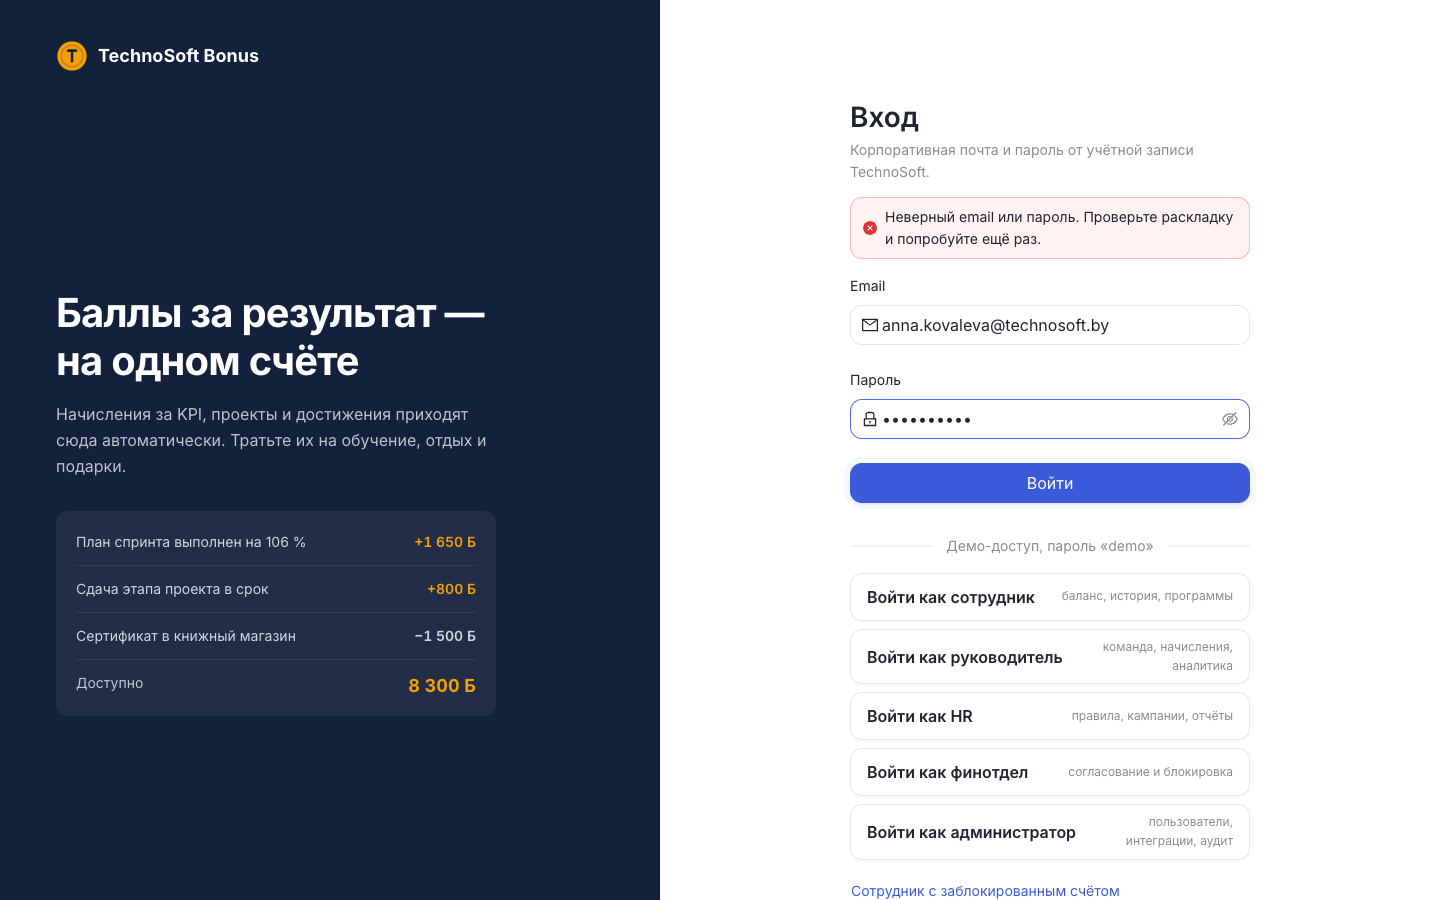 TechnoSoft Bonus
Баллы за результат —
на одном счёте
Начисления за KPI, проекты и достижения приходят
сюда автоматически. Тратьте их на обучение, отдых и
подарки.
План спринта выполнен на 106 % +1 650 Б
Сдача этапа проекта в срок +800 Б
Сертификат в книжный магазин −1 500 Б
Доступно 8 300 Б
Вход
Корпоративная почта и пароль от учётной записи
TechnoSoft.
Неверный email или пароль. Проверьте раскладку
и попробуйте ещё раз.
Email
anna.kovaleva@technosoft.by
Пароль
••••••••••
Войти
Демо-доступ, пароль «demo»
Войти как сотрудник баланс, история, программы
Войти как руководитель команда, начисления,
аналитика
Войти как HR правила, кампании, отчёты
Войти как финотдел согласование и блокировка
Войти как администратор пользователи,
интеграции, аудит
Сотрудник с заблокированным счётом